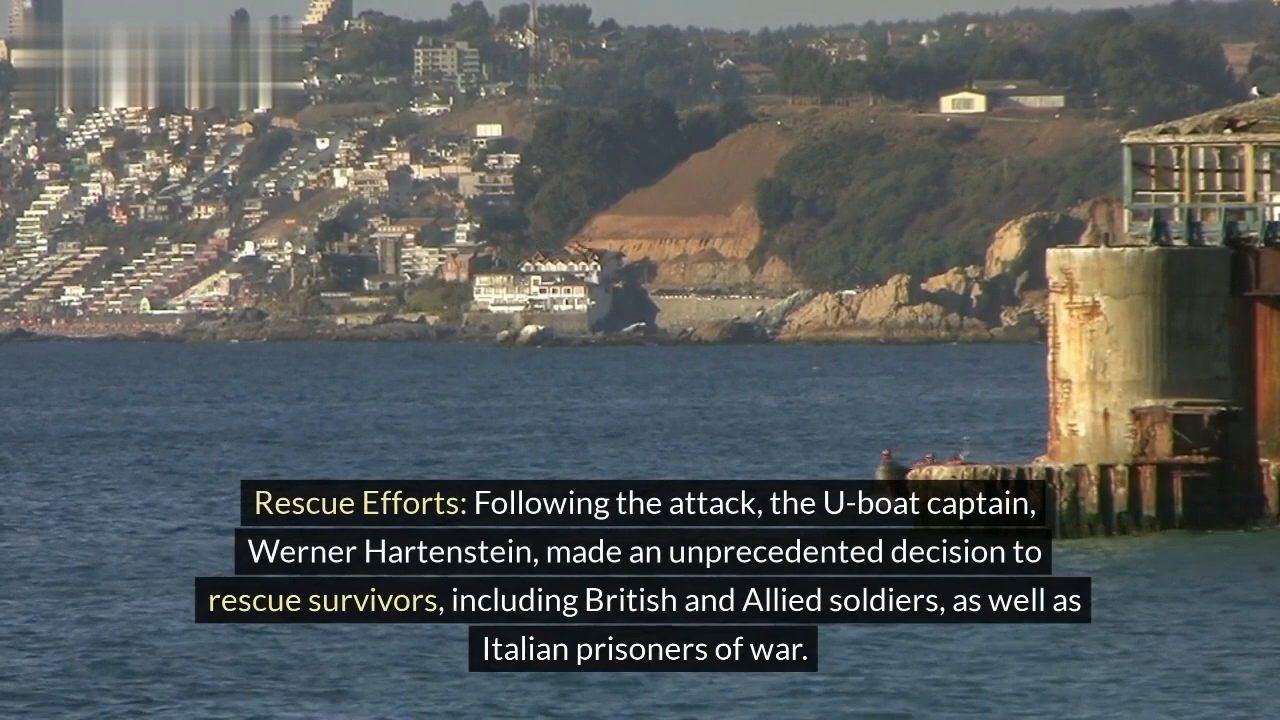 Rescue Efforts: Following the attack, the U-boat captain,
Werner Hartenstein, made an unprecedented decision to
rescue survivors, including British and Allied soldiers, as well as
Italian prisoners of war.